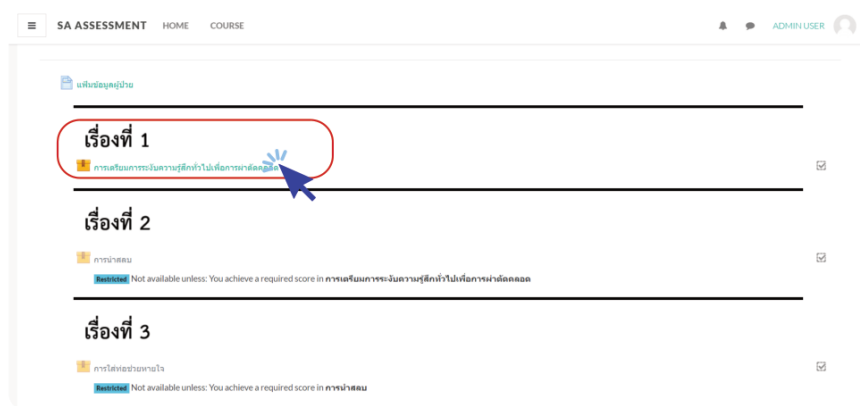 SA ASSESSMENT HOME COURSE ADMIN USER
แฟ้มข้อมูลผู้ป่วย
เรื่องที่ 1
การเตรียมการระงับความรู้สึกทั่วไปเพื่อการผ่าตัดคลอด
เรื่องที่ 2
การนำสลบ
Restricted Not available unless: You achieve a required score in การเตรียมการระงับความรู้สึกทั่วไปเพื่อการผ่าตัดคลอด
เรื่องที่ 3
การใส่ท่อช่วยหายใจ
Restricted Not available unless: You achieve a required score in การนำสลบ